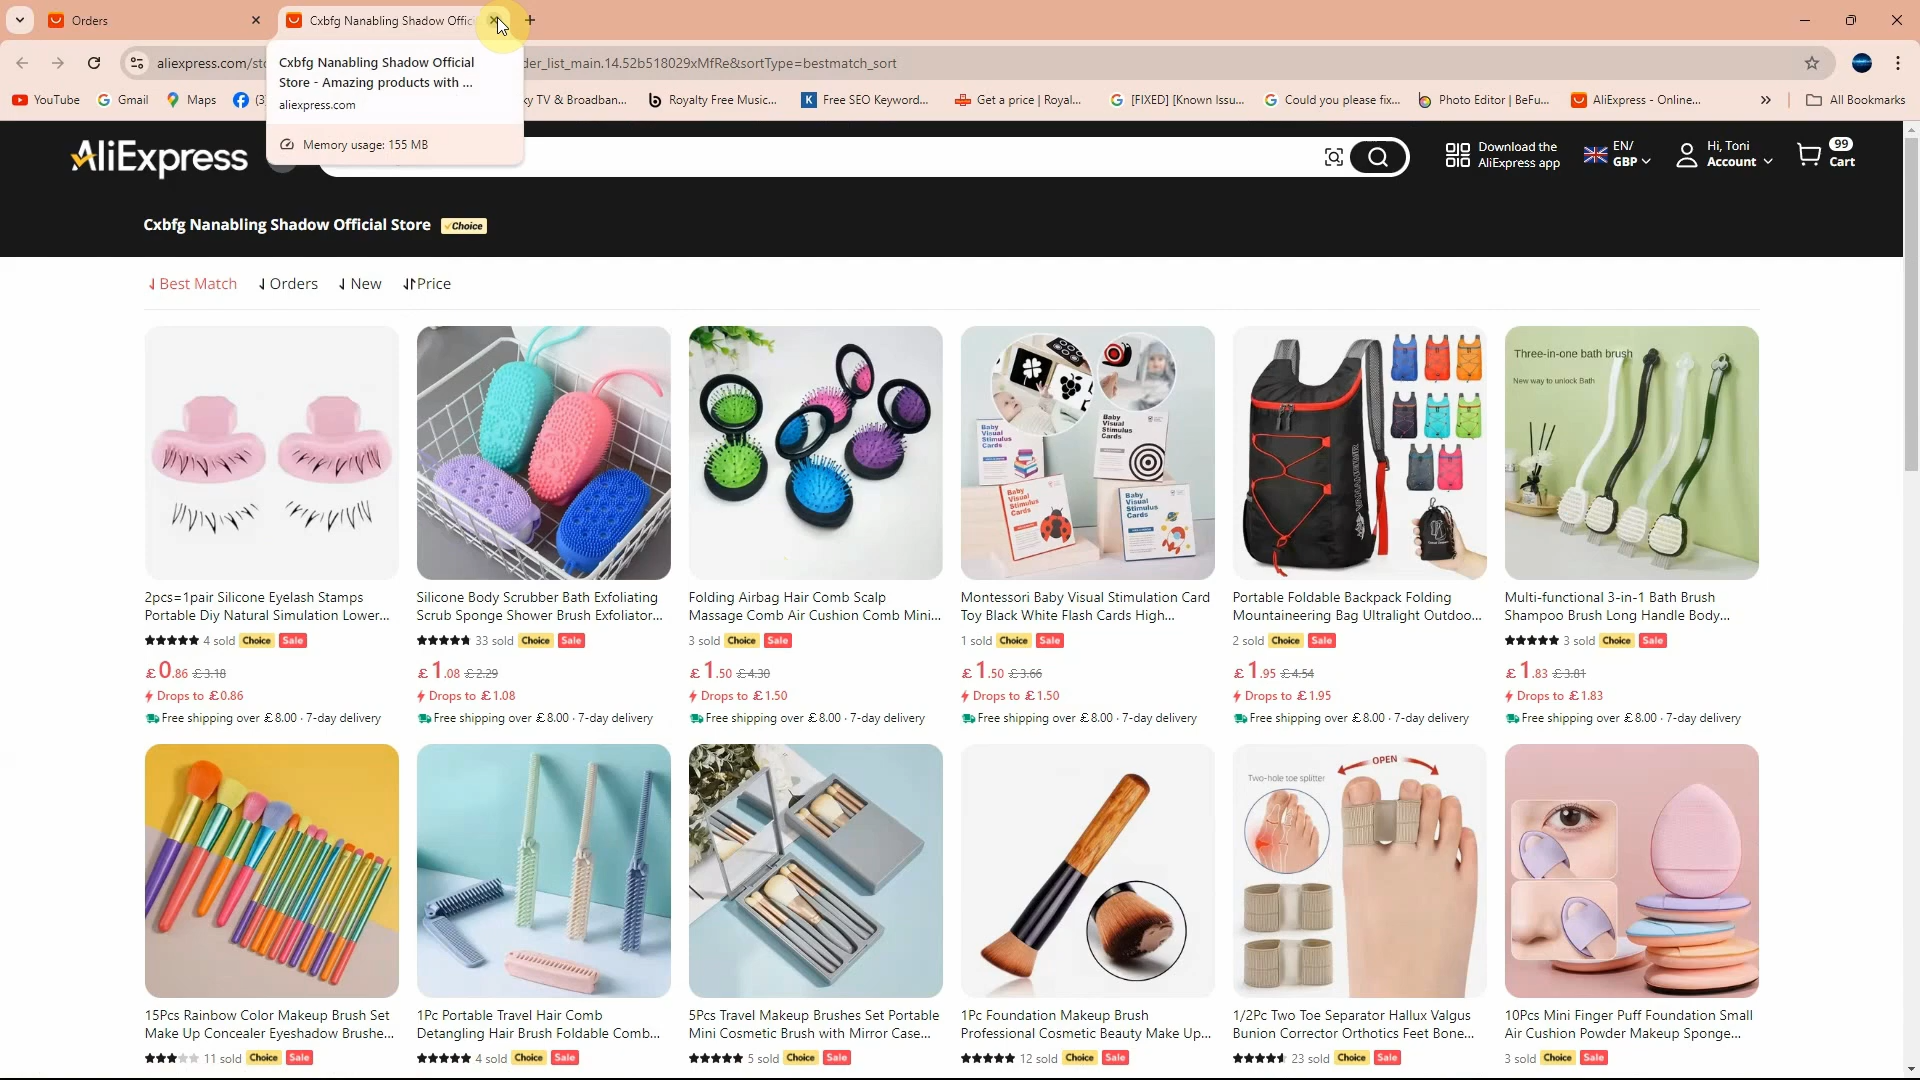 Orders
Cxbfg Nanabling Shadow Offic
Cxbfg Nanabling Shadow Official
Store - Amazing products with ...
aliexpress.com
Memory usage: 155 MB
aliexpress.com/sto
der_list_main.14.52b518029xMfRe&sortType=bestmatch_sort
YouTube
Gmail
Maps
ky TV & Broadban...
Royalty Free Music...
Free SEO Keyword...
Get a price | Royal...
[FIXED] [Known Issu...
Could you please fix...
Photo Editor | BeFu...
AliExpress - Online...
All Bookmarks
AliExpress
Download the
AliExpress app
EN/
GBP
Hi, Toni
Account
99
Cart
Cxbfg Nanabling Shadow Official Store Choice
Best Match
Orders
New
Price
Baby
Visual
Stimulus
Cards
Baby
Visual
Stimulus
Cards
Baby
Visual
Stimulus
Cards
Baby
Visual
Stimulus
Cards
Three-in-one bath brush
New way to unlock Bath
2pcs=1pair Silicone Eyelash Stamps
Portable Diy Natural Simulation Lower...
4 sold Choice Sale
£0.86 £3.18
Drops to £0.86
Free shipping over £8.00 · 7-day delivery
Silicone Body Scrubber Bath Exfoliating
Scrub Sponge Shower Brush Exfoliator...
33 sold Choice Sale
£1.08 £2.29
Drops to £1.08
Free shipping over £8.00 · 7-day delivery
Folding Airbag Hair Comb Scalp
Massage Comb Air Cushion Comb Mini...
3 sold Choice Sale
£1.50 £4.30
Drops to £1.50
Free shipping over £8.00 · 7-day delivery
Montessori Baby Visual Stimulation Card
Toy Black White Flash Cards High...
1 sold Choice Sale
£1.50 £3.66
Drops to £1.50
Free shipping over £8.00 · 7-day delivery
Portable Foldable Backpack Folding
Mountaineering Bag Ultralight Outdoo...
2 sold Choice Sale
£1.95 £4.54
Drops to £1.95
Free shipping over £8.00 · 7-day delivery
Multi-functional 3-in-1 Bath Brush
Shampoo Brush Long Handle Body...
3 sold Choice Sale
£1.83 £3.81
Drops to £1.83
Free shipping over £8.00 · 7-day delivery
Two-hole toe splitter
OPEN
15Pcs Rainbow Color Makeup Brush Set
Make Up Concealer Eyeshadow Brushe...
11 sold Choice Sale
1Pc Portable Travel Hair Comb
Detangling Hair Brush Foldable Comb...
4 sold Choice Sale
5Pcs Travel Makeup Brushes Set Portable
Mini Cosmetic Brush with Mirror Case...
5 sold Choice Sale
1Pc Foundation Makeup Brush
Professional Cosmetic Beauty Make Up...
12 sold Choice Sale
1/2Pc Two Toe Separator Hallux Valgus
Bunion Corrector Orthotics Feet Bone...
23 sold Choice Sale
10Pcs Mini Finger Puff Foundation Small
Air Cushion Powder Makeup Sponge...
3 sold Choice Sale